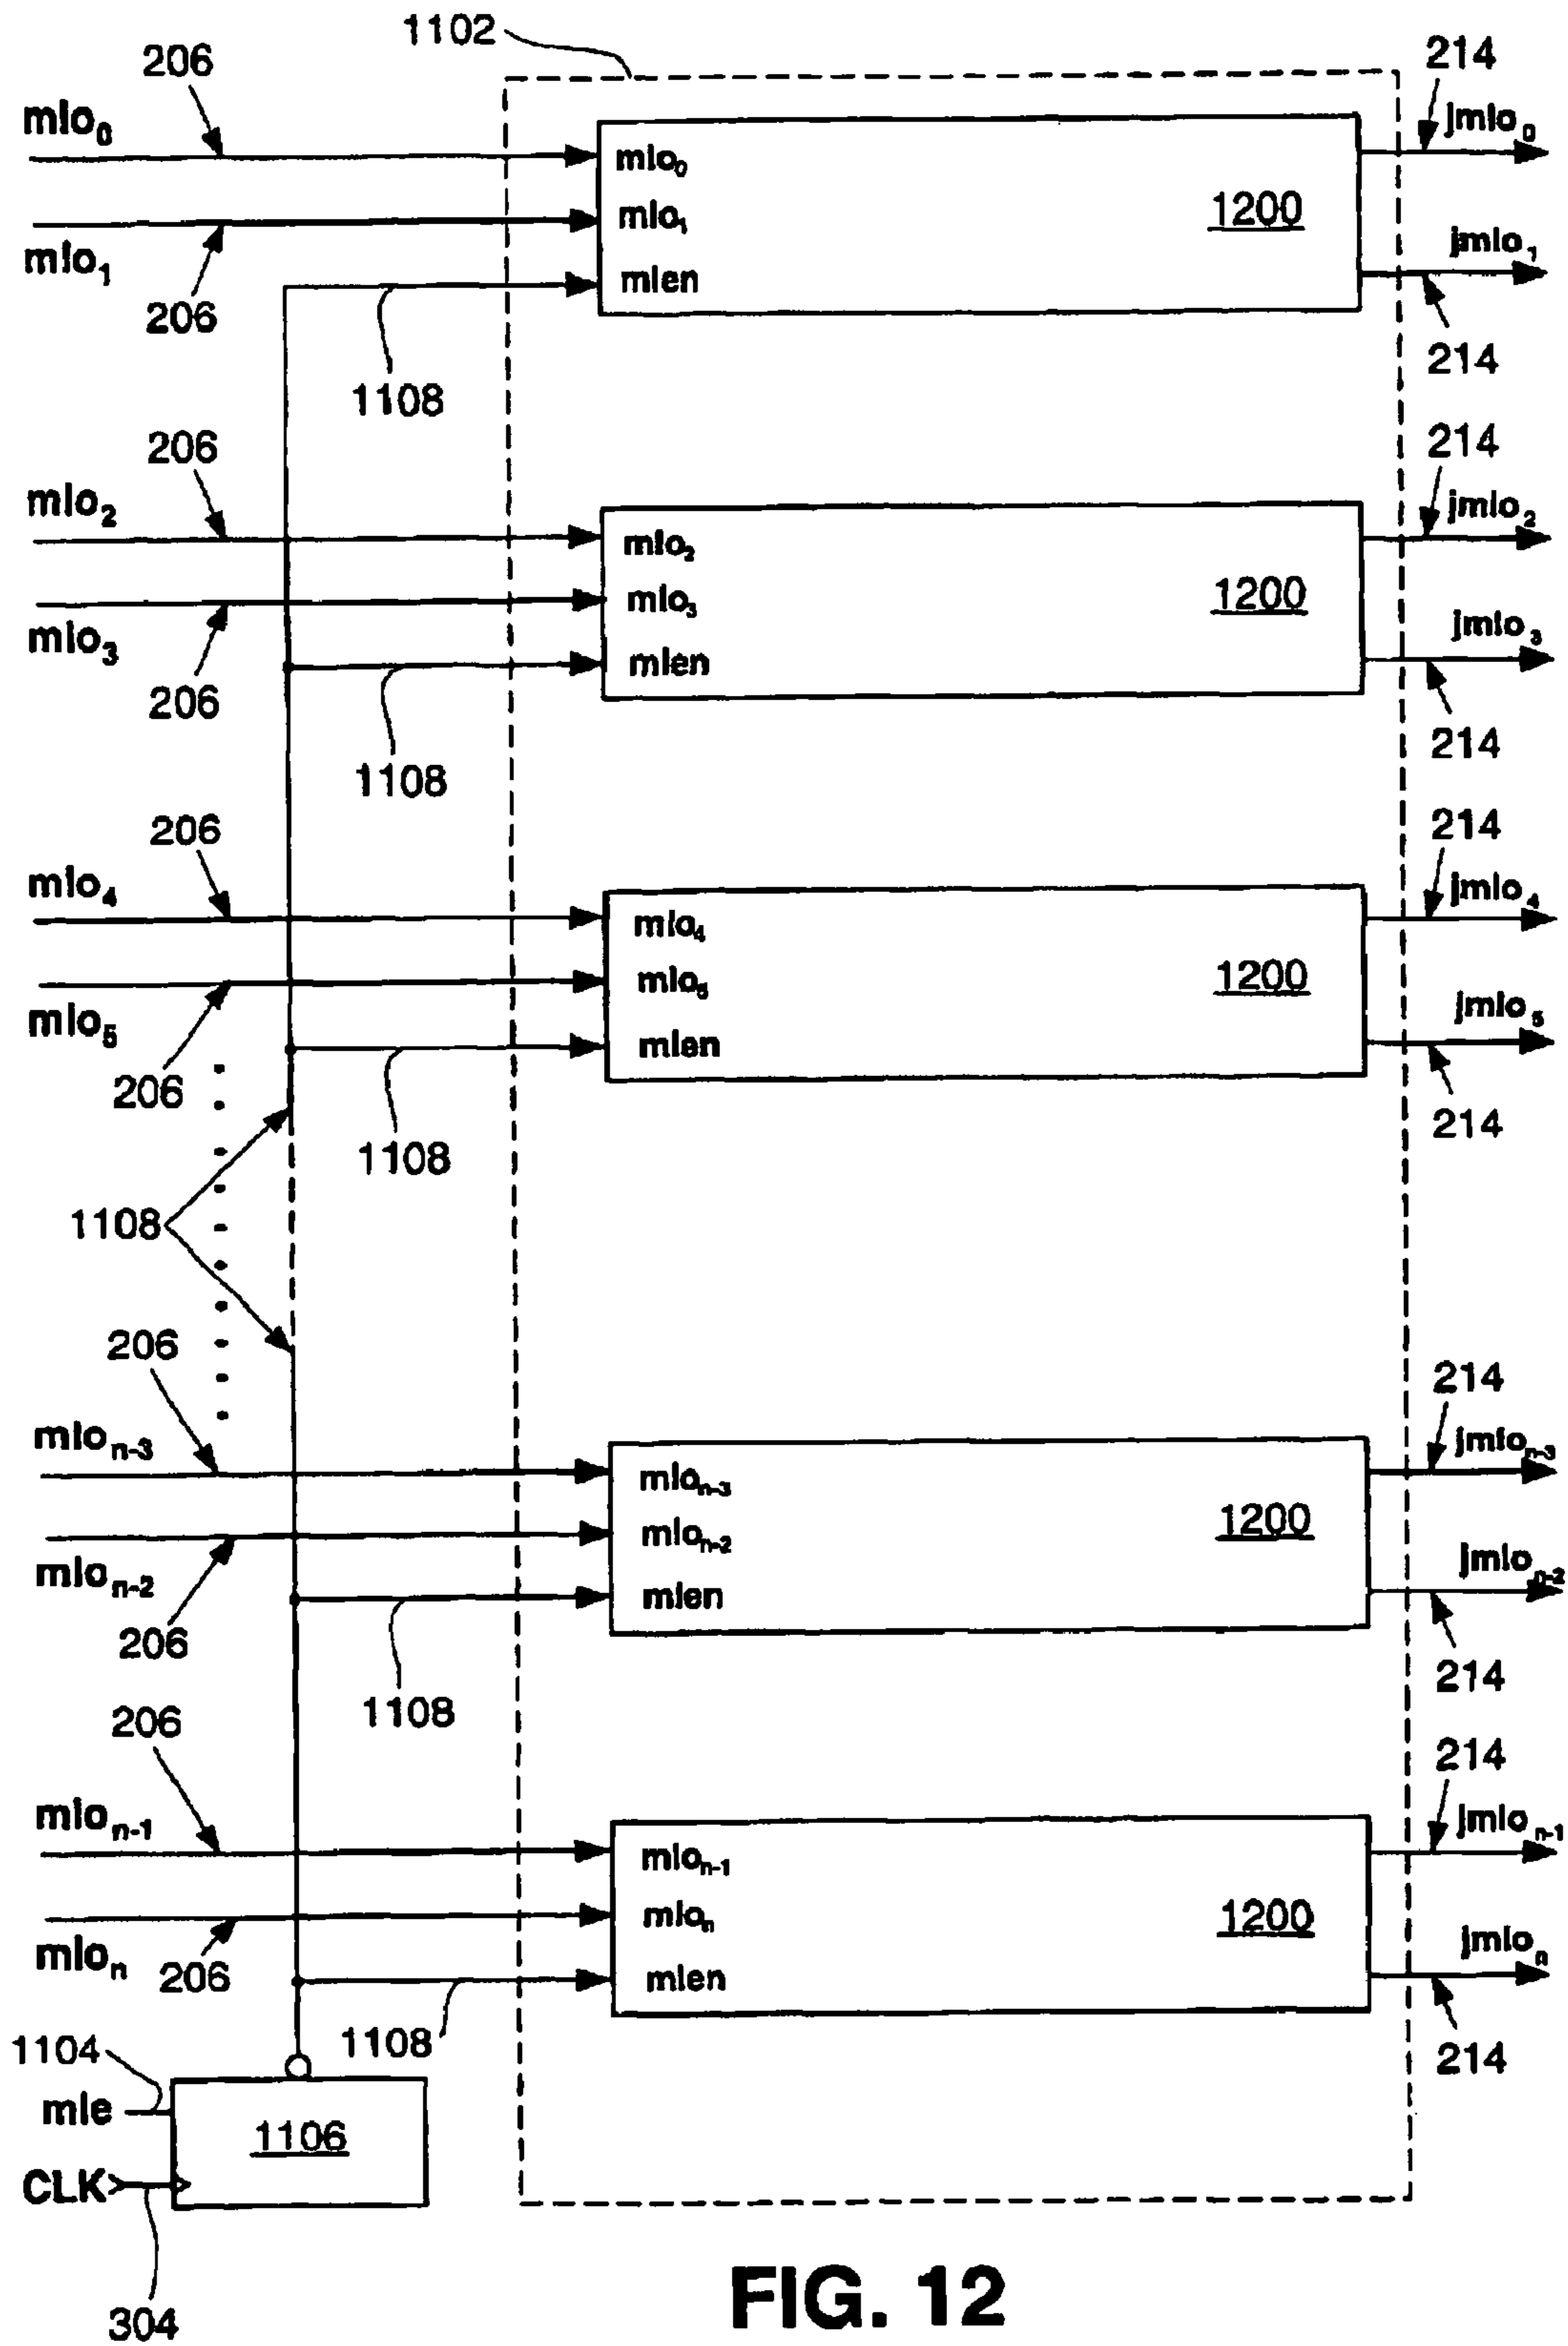 1102
206
214
mlo₀
jmlo₀
mlo₀
mlo₁
1200
mlo₁
jmlo₁
mlen
206
214
1108
206
214
mlo₂
jmlo₂
mlo₂
mlo₃
1200
mlo₃
jmlo₃
mlen
206
214
1108
206
214
mlo₄
jmlo₄
mlo₄
mlo₅
1200
mlo₅
jmlo₅
mlen
206
214
1108
1108
206
214
mloₙ₋₃
jmloₙ₋₃
mloₙ₋₃
mloₙ₋₂
1200
mloₙ₋₂
jmloₙ₋₂
mlen
206
214
1108
206
214
mloₙ₋₁
jmloₙ₋₁
mloₙ₋₁
mloₙ
1200
mloₙ
jmloₙ
206
mlen
1108
214
1104
mle
1106
CLK
304
FIG. 12